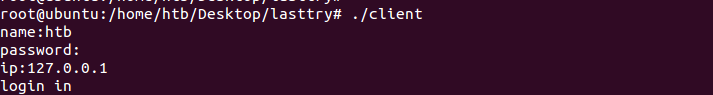 root@ubuntu:/home/htb/Desktop/lasttry# ./client
name:htb
password:
ip:127.0.0.1
login in